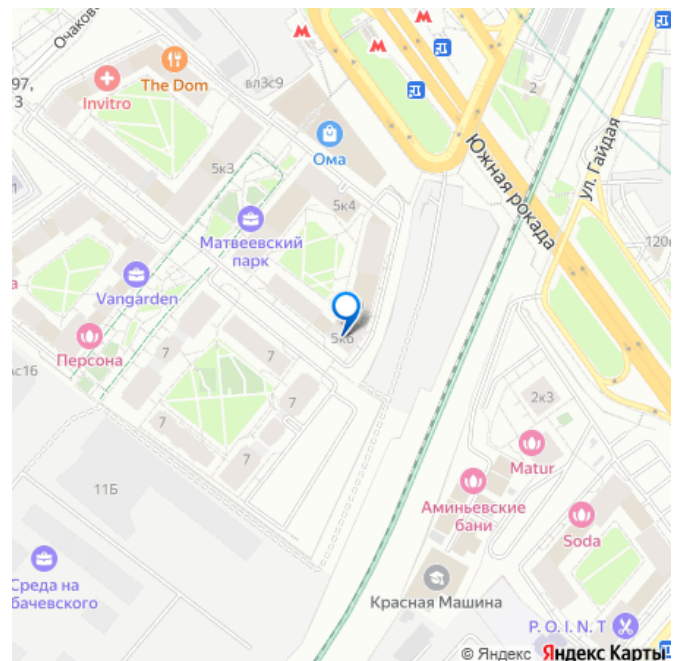 Очаково
97,
3
The Dom
Invitro
вл3с9
2
ул. Гайдая
Ома
Южная рокада
5к3
5к4
120
Матвеевский
парк
Vangarden
5к6
Персона
7
7
7
7
7
2к3
Matur
11Б
Аминьевские
бани
Soda
Среда на
бачевского
Красная Машина
P. O. I. N. T
© Яндекс Яндекс Карты